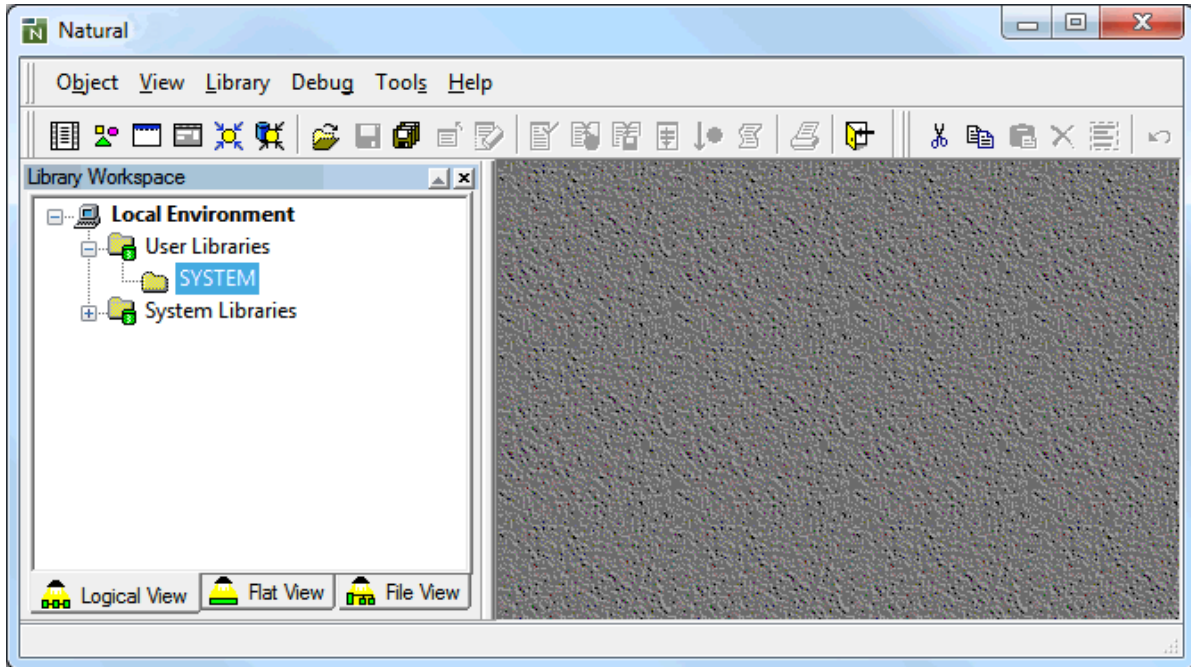 Natural
Object View Library Debug Tools Help
Library Workspace
Local Environment
User Libraries
SYSTEM
System Libraries
Logical View Flat View File View